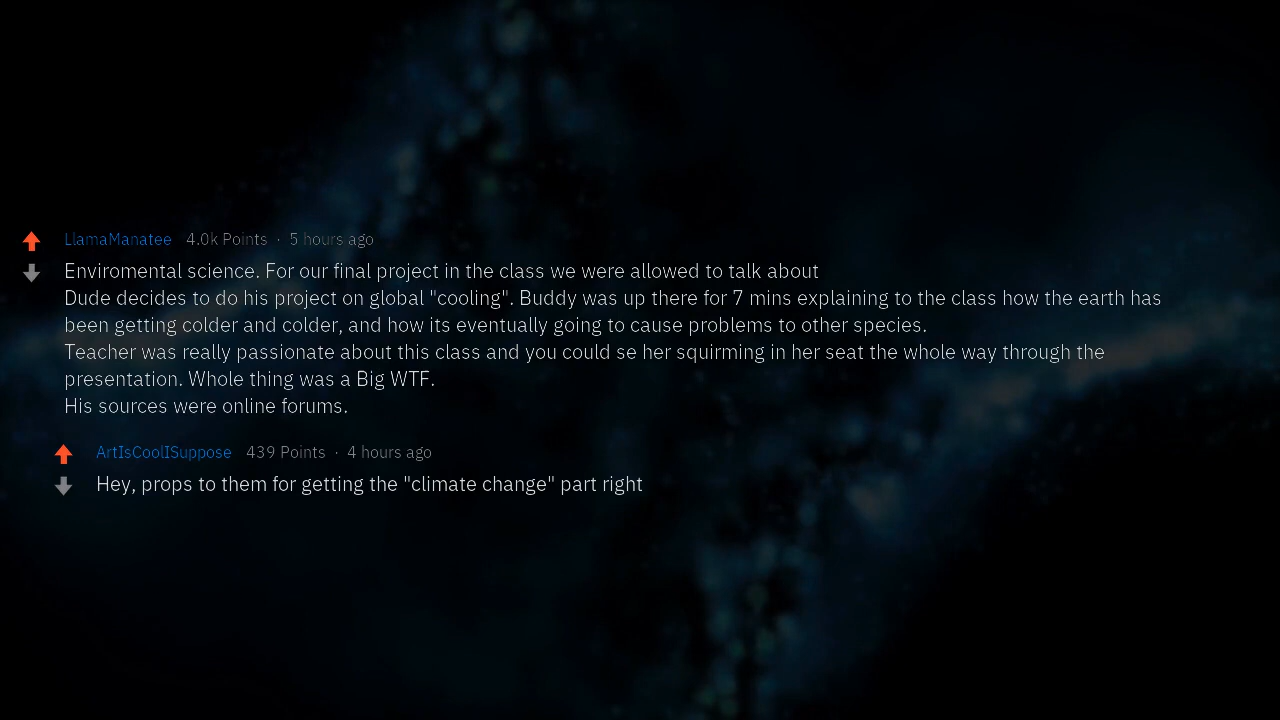 LlamaManatee 4.0k Points · 5 hours ago
Enviromental science. For our final project in the class we were allowed to talk about
Dude decides to do his project on global "cooling". Buddy was up there for 7 mins explaining to the class how the earth has
been getting colder and colder, and how its eventually going to cause problems to other species.
Teacher was really passionate about this class and you could se her squirming in her seat the whole way through the
presentation. Whole thing was a Big WTF.
His sources were online forums.
ArtIsCoolISuppose 439 Points · 4 hours ago
Hey, props to them for getting the "climate change" part right